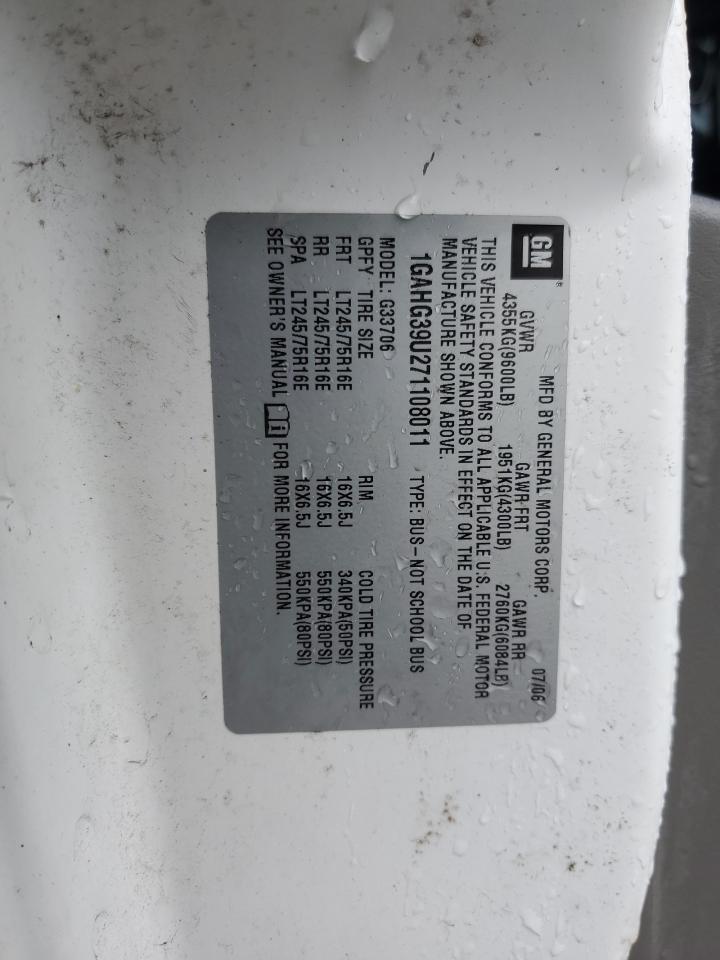 GM®
MFD BY GENERAL MOTORS CORP. 07/06
GVWR GAWR FRT GAWR RR
4355KG(9600LB) 1951KG(4300LB) 2760KG(6084LB)
THIS VEHICLE CONFORMS TO ALL APPLICABLE U.S. FEDERAL MOTOR
VEHICLE SAFETY STANDARDS IN EFFECT ON THE DATE OF
MANUFACTURE SHOWN ABOVE.
1GAHG39U271108011 TYPE: BUS-NOT SCHOOL BUS
MODEL: G33706
GPFY TIRE SIZE RIM COLD TIRE PRESSURE
FRT LT245/75R16E 16X6.5J 340KPA(50PSI)
RR LT245/75R16E 16X6.5J 550KPA(80PSI)
SPA LT245/75R16E 16X6.5J 550KPA(80PSI)
SEE OWNER'S MANUAL FOR MORE INFORMATION.